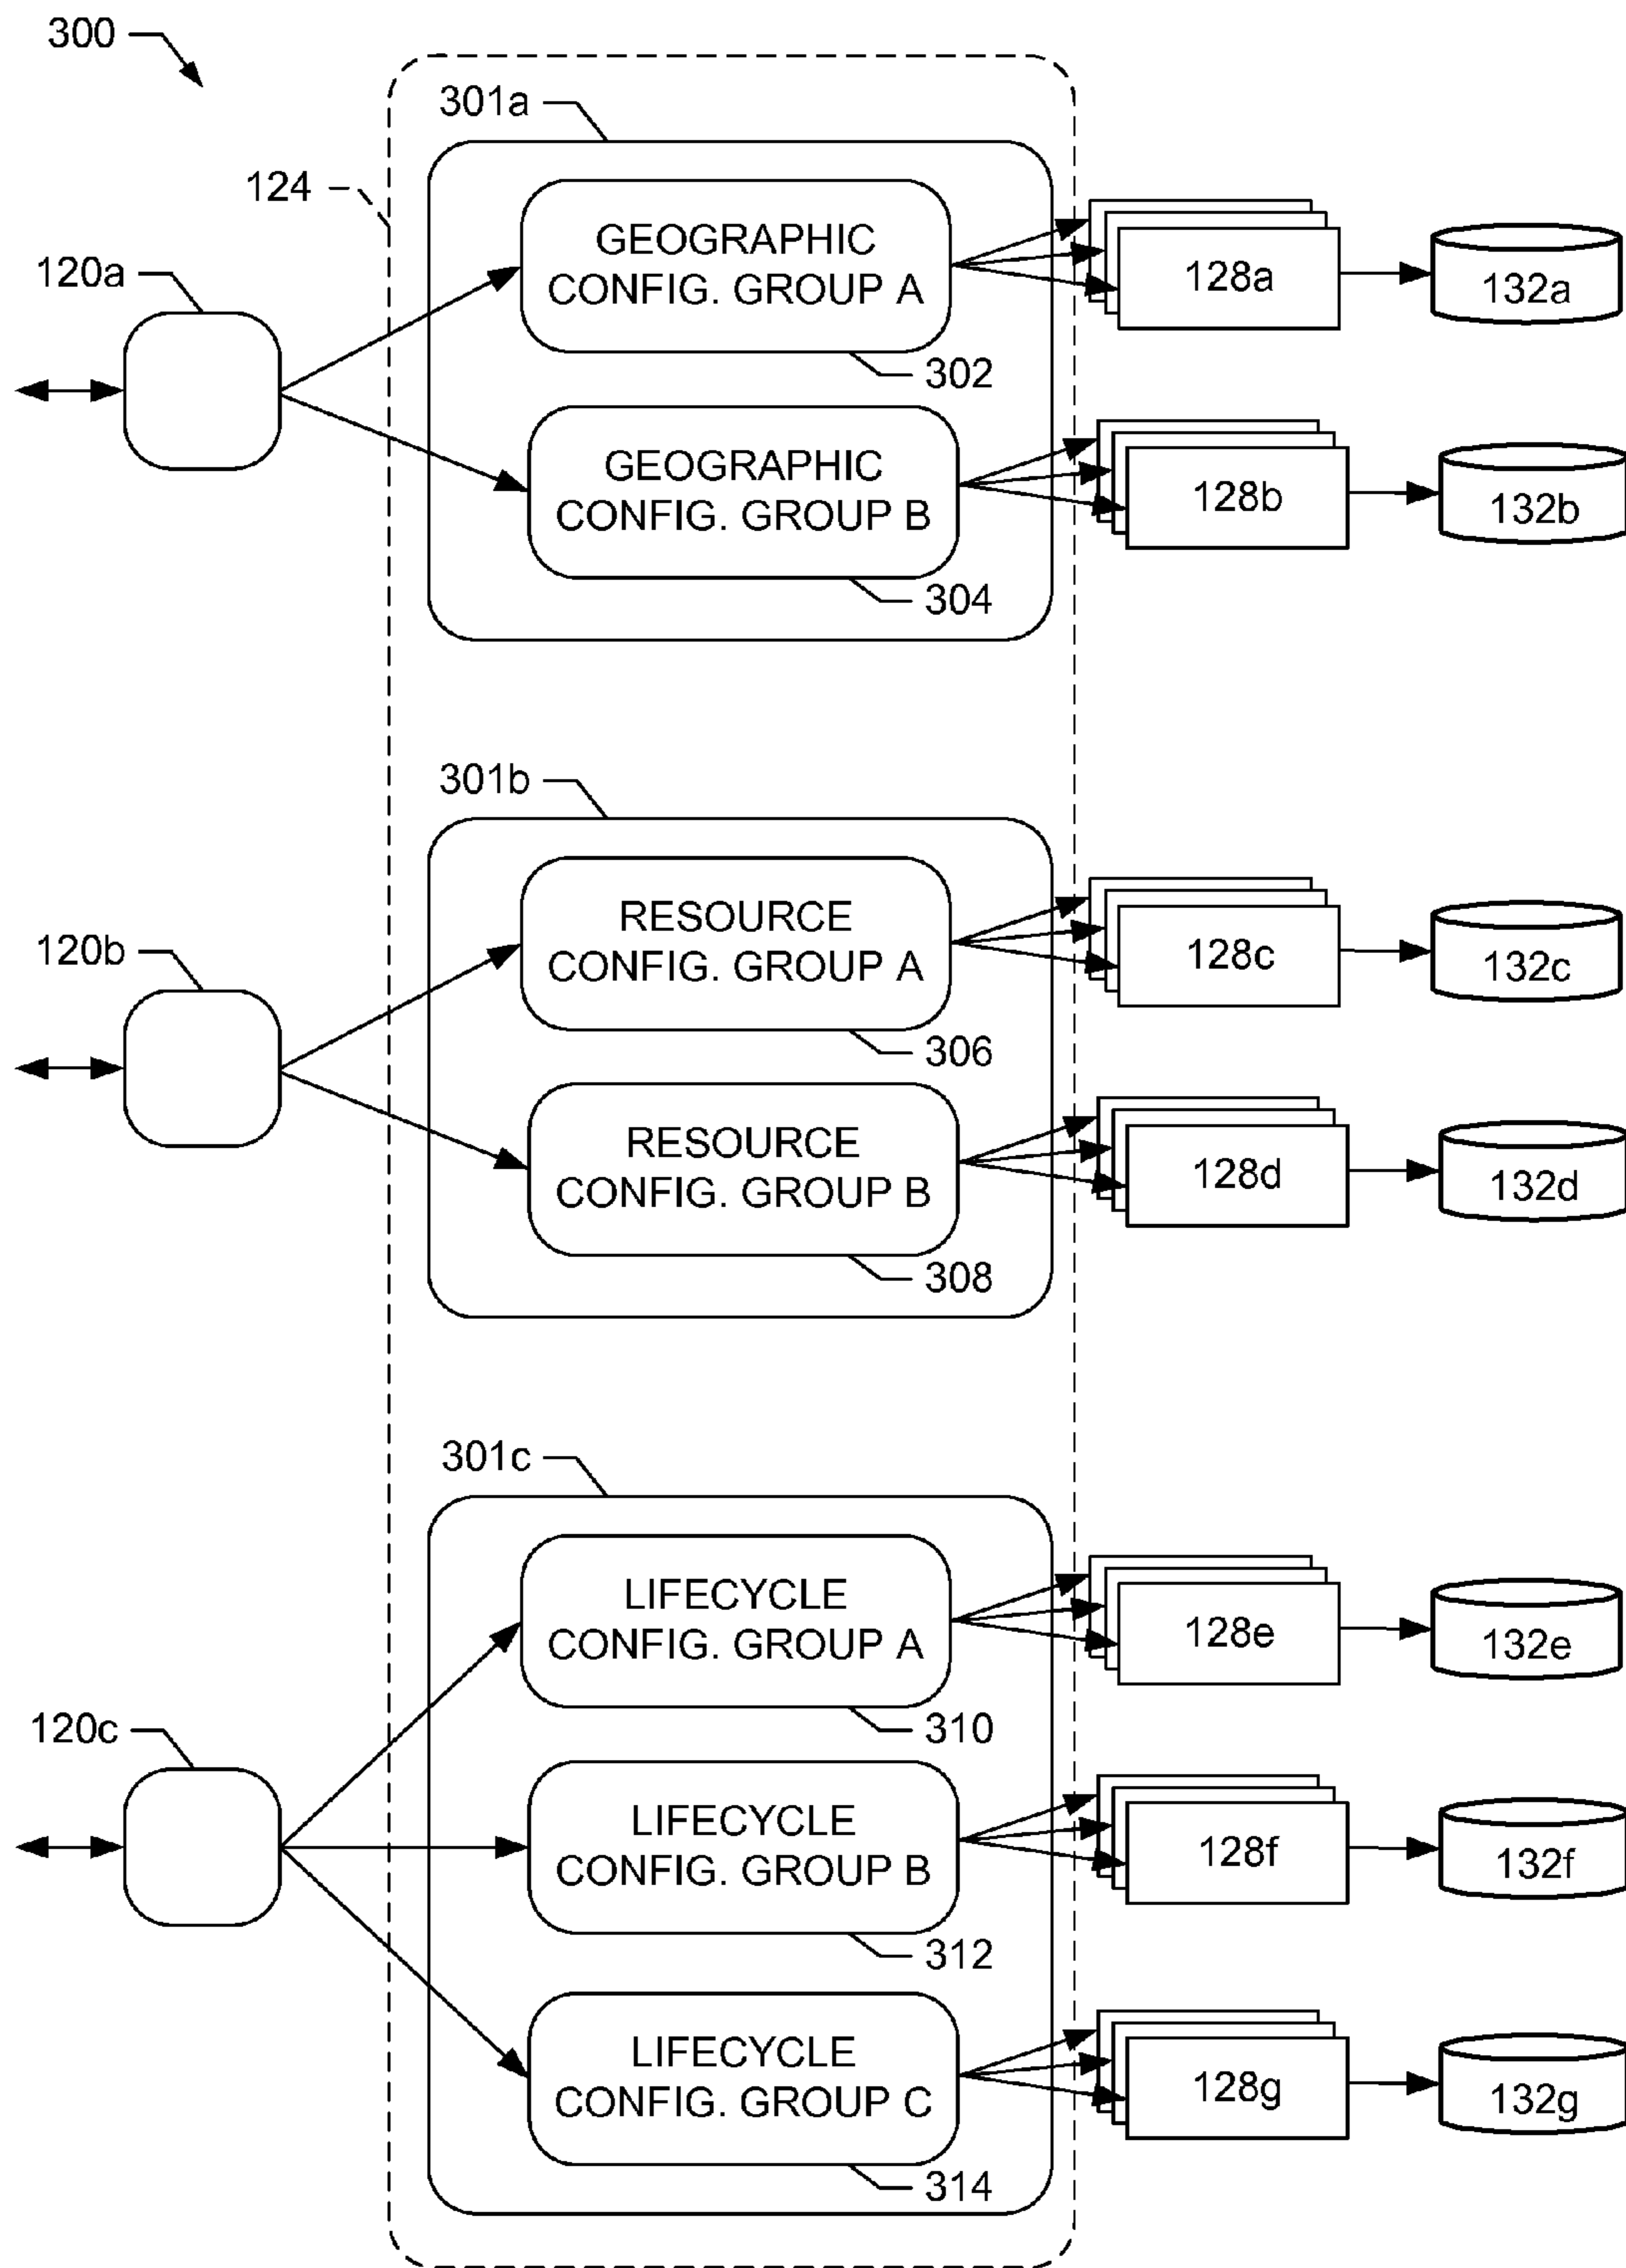 300
301a
124
GEOGRAPHIC
CONFIG. GROUP A
128a
132a
120a
302
GEOGRAPHIC
CONFIG. GROUP B
128b
132b
304
301b
RESOURCE
CONFIG. GROUP A
128c
132c
120b
306
RESOURCE
CONFIG. GROUP B
128d
132d
308
301c
LIFECYCLE
CONFIG. GROUP A
128e
132e
310
120c
LIFECYCLE
CONFIG. GROUP B
128f
132f
312
LIFECYCLE
CONFIG. GROUP C
128g
132g
314